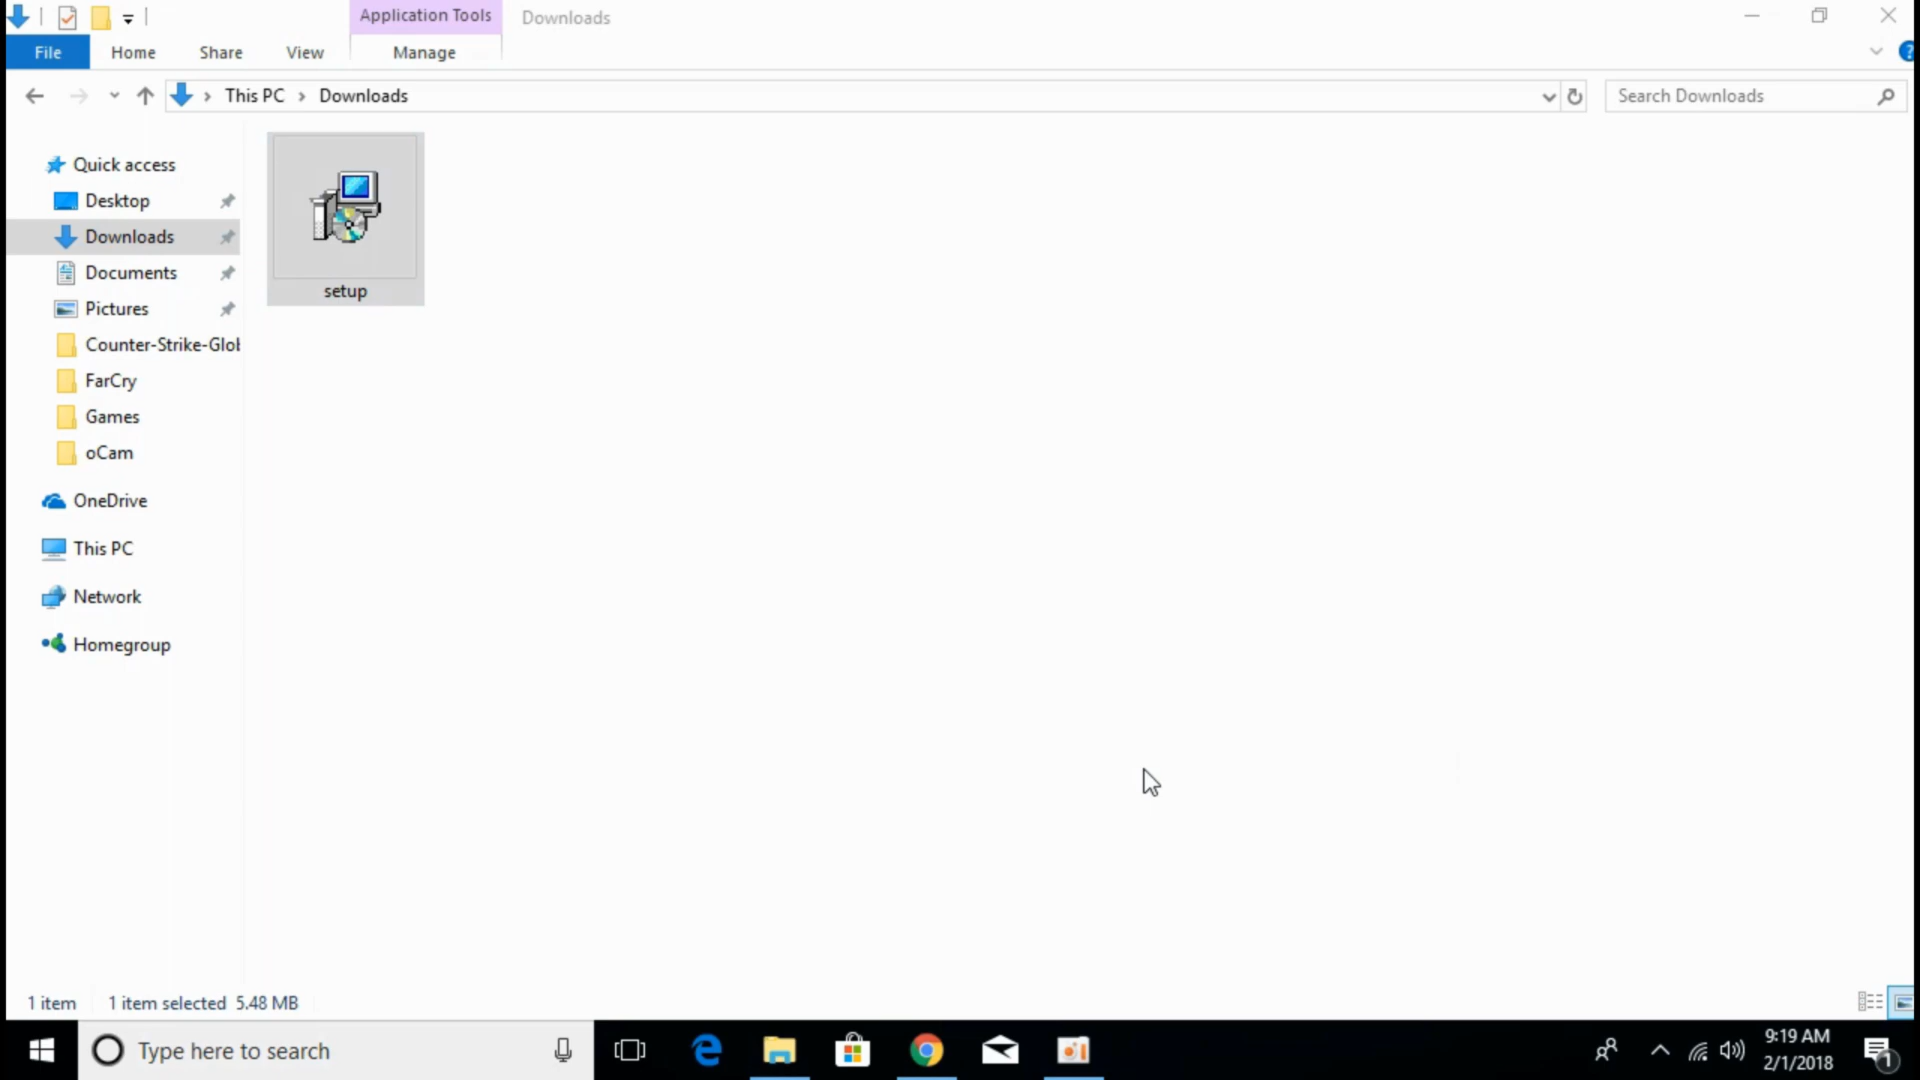 Application Tools
Downloads
File
Home
Share
View
Manage
This PC
Downloads
Search Downloads
Quick access
Desktop
Downloads
Documents
Pictures
Counter-Strike-Glob
FarCry
Games
oCam
OneDrive
This PC
Network
Homegroup
setup
1 item
1 item selected 5.48 MB
Type here to search
9:19 AM
2/1/2018
1